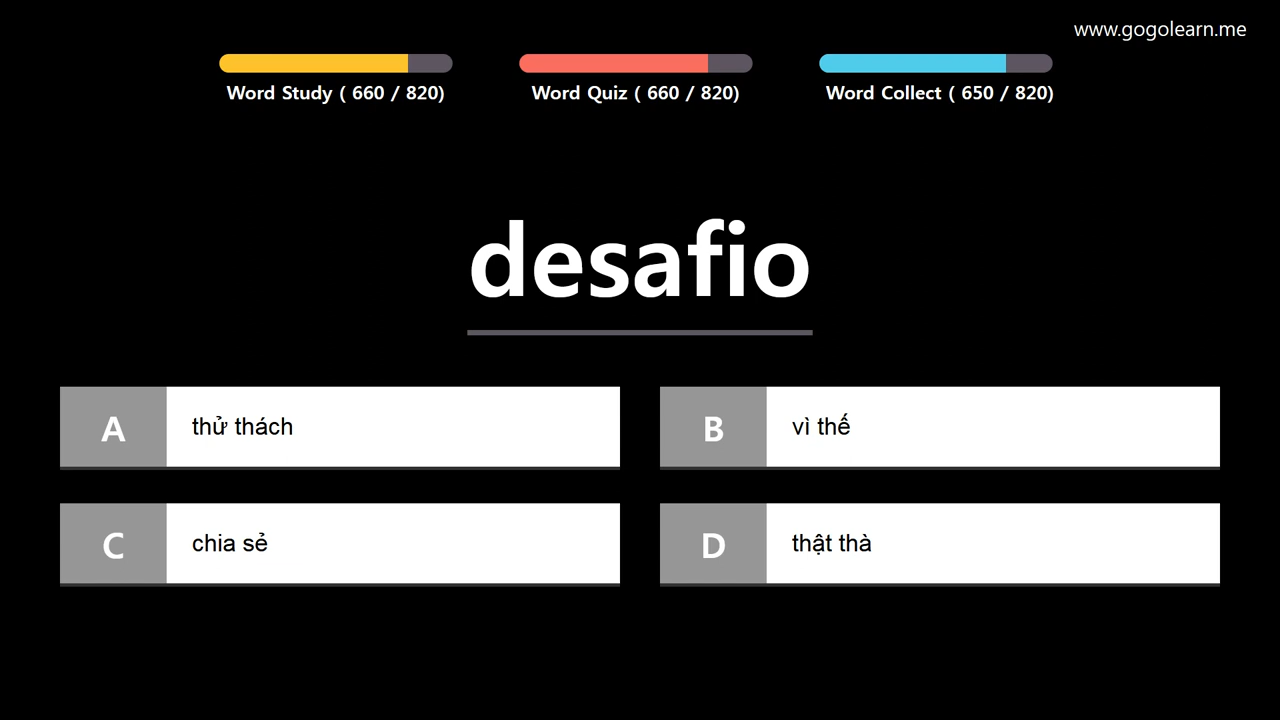 www.gogolearn.me
Word Study ( 660 / 820)
Word Quiz ( 660 / 820)
Word Collect ( 650 / 820)
desafio
A thử thách
B vì thế
C chia sẻ
D thật thà